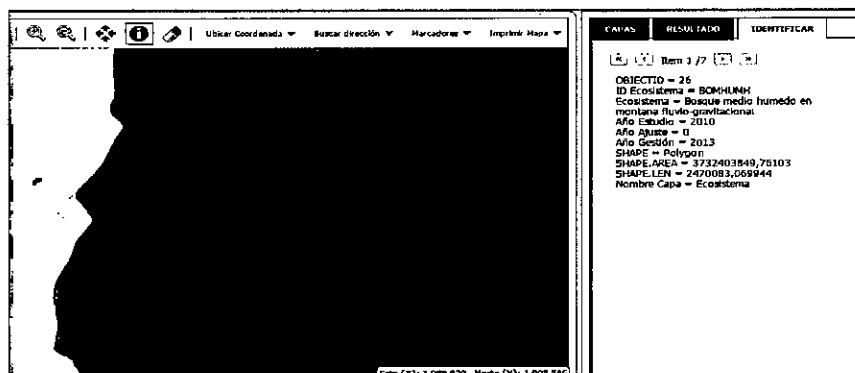 Ubicar Coordenada Buscar dirección Marcadores Imprimir Mapa
CAPAS RESULTADO IDENTIFICAR
Item 1 /7
OBJECTID = 26
ID Ecosistema = BOMHUMH
Ecosistema = Bosque medio humedo en
montana fluvio-gravitacional
Año Estudio = 2010
Año Ajuste = 0
Año Gestión = 2013
SHAPE = Polygon
SHAPE.AREA = 3732403849,76103
SHAPE.LEN = 2470083,069944
Nombre Capa = Ecosistema